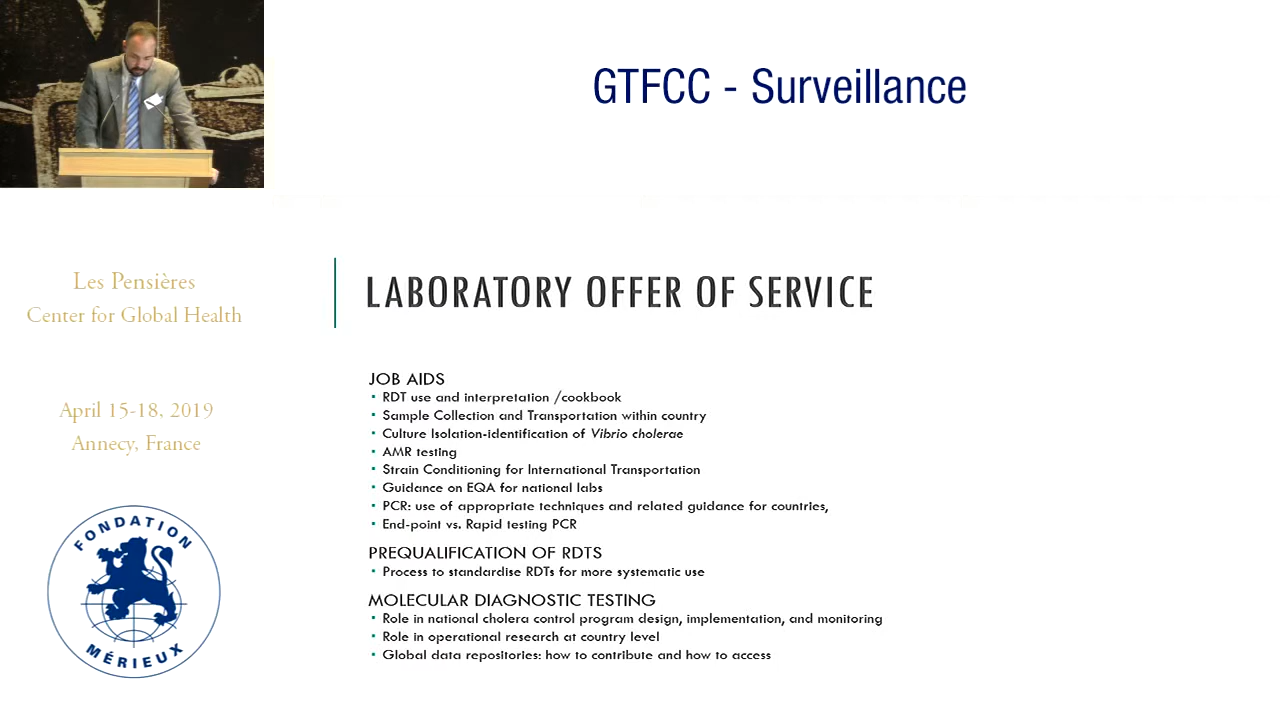 GTFCC - Surveillance
Les Pensières
Center for Global Health
April 15-18, 2019
Annecy, France
FONDATION
MÉRIEUX
LABORATORY OFFER OF SERVICE
JOB AIDS
▪ RDT use and interpretation /cookbook
▪ Sample Collection and Transportation within country
▪ Culture Isolation-identification of Vibrio cholerae
▪ AMR testing
▪ Strain Conditioning for International Transportation
▪ Guidance on EQA for national labs
▪ PCR: use of appropriate techniques and related guidance for countries,
▪ End-point vs. Rapid testing PCR
PREQUALIFICATION OF RDTS
▪ Process to standardise RDTs for more systematic use
MOLECULAR DIAGNOSTIC TESTING
▪ Role in national cholera control program design, implementation, and monitoring
▪ Role in operational research at country level
▪ Global data repositories: how to contribute and how to access